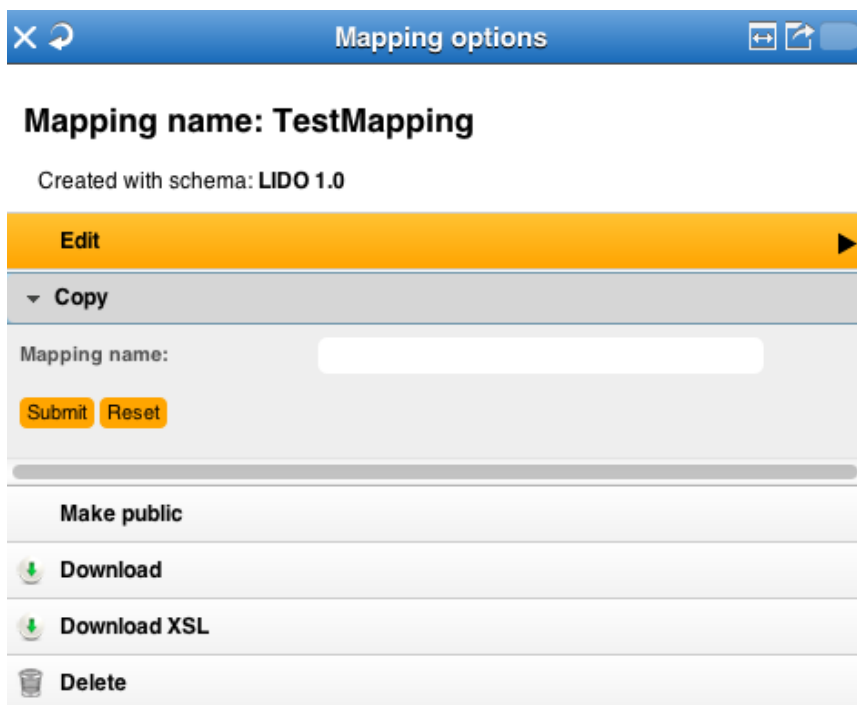 Mapping options
Mapping name: TestMapping
Created with schema: LIDO 1.0
Edit
Copy
Mapping name:
Submit Reset
Make public
Download
Download XSL
Delete